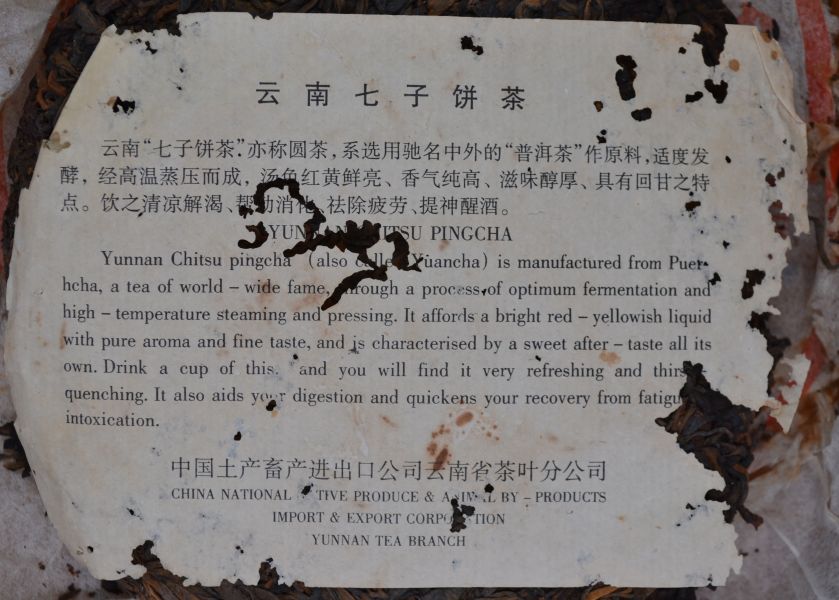 云南七子饼茶
云南“七子饼茶”亦称圆茶，系选用驰名中外的“普洱茶”作原料，适度发
酵，经高温蒸压而成，汤色红黄鲜亮、香气纯高、滋味醇厚、具有回甘之特
点。饮之清凉解渴、帮助消化、祛除疲劳、提神醒酒。
YUNNAN CHITSU PINGCHA
Yunnan Chitsu pingcha (also called Yuancha) is manufactured from Puer-
hcha, a tea of world – wide fame, through a process of optimum fermentation and
high – temperature steaming and pressing. It affords a bright red – yellowish liquid
with pure aroma and fine taste, and is characterised by a sweet after – taste all its
own. Drink a cup of this, and you will find it very refreshing and thirst-
quenching. It also aids your digestion and quickens your recovery from fatigue
intoxication.
中国土产畜产进出口公司云南省茶叶分公司
CHINA NATIONAL NATIVE PRODUCE & ANIMAL BY – PRODUCTS
IMPORT & EXPORT CORPORATION
YUNNAN TEA BRANCH